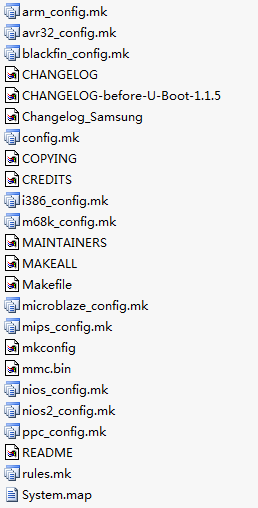 arm_config.mk
avr32_config.mk
blackfin_config.mk
CHANGELOG
CHANGELOG-before-U-Boot-1.1.5
Changelog_Samsung
config.mk
COPYING
CREDITS
i386_config.mk
m68k_config.mk
MAINTAINERS
MAKEALL
Makefile
microblaze_config.mk
mips_config.mk
mkconfig
mmc.bin
nios_config.mk
nios2_config.mk
ppc_config.mk
README
rules.mk
System.map